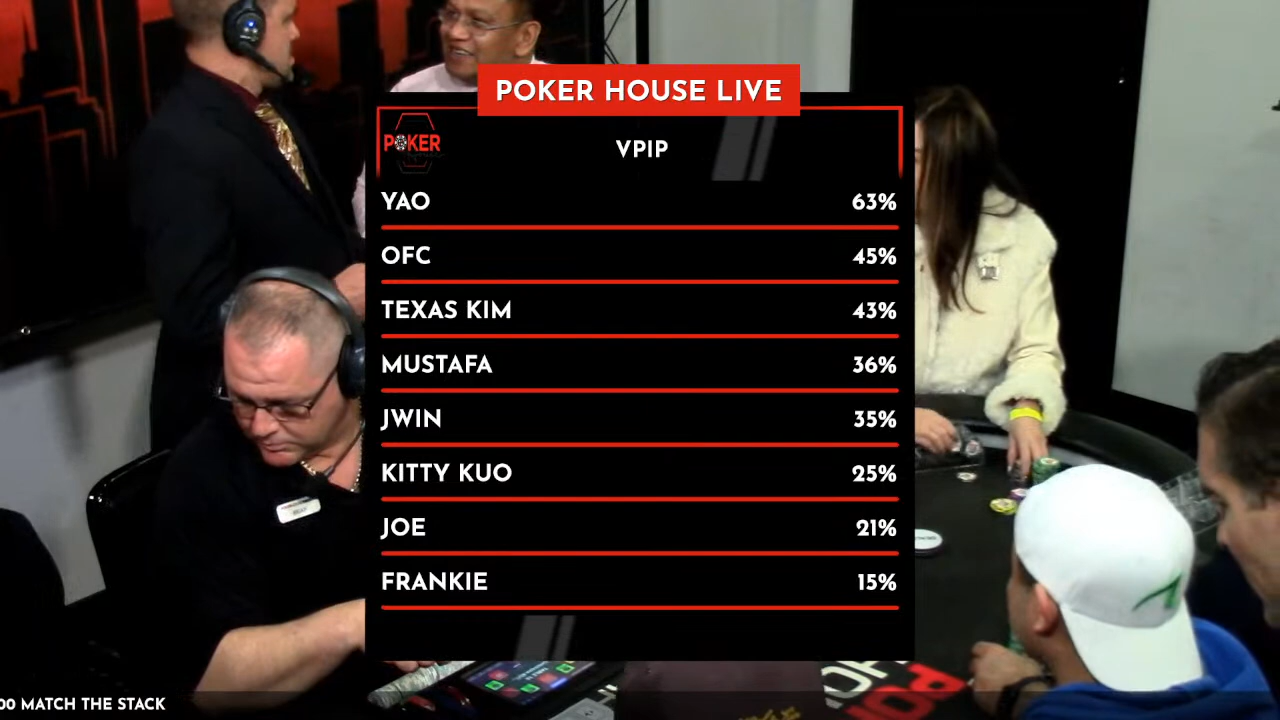 POKER HOUSE LIVE
POKER
VPIP
YAO 63%
OFC 45%
TEXAS KIM 43%
MUSTAFA 36%
JWIN 35%
KITTY KUO 25%
JOE 21%
FRANKIE 15%
00 MATCH THE STACK